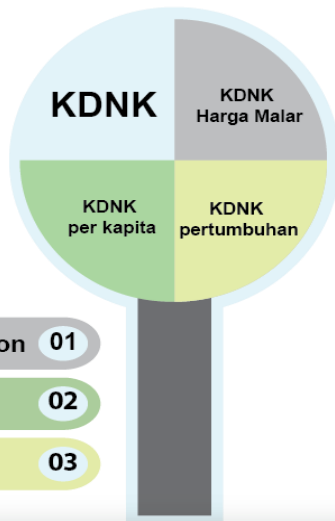 KDNK
KDNK
Harga Malar
KDNK
per kapita
KDNK
pertumbuhan
on 01
02
03